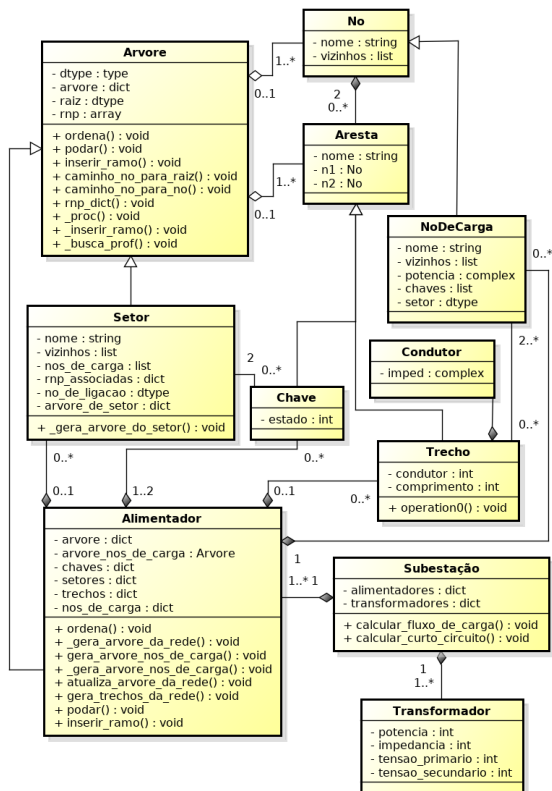 No
- nome : string
- vizinhos : list
Arvore
- dtype : type
- arvore : dict
- raiz : dtype
- rnp : array
+ ordena() : void
+ podar() : void
+ inserir_ramo() : void
+ caminho_no_para_raiz() : void
+ caminho_no_para_no() : void
+ rnp_dict() : void
+ _proc() : void
+ _inserir_ramo() : void
+ _busca_prof() : void
1..*
0..1
2
0..*
Aresta
- nome : string
- n1 : No
- n2 : No
1..*
0..1
NoDeCarga
- nome : string
- vizinhos : list
- potencia : complex
- chaves : list
- setor : dtype
0..*
2..*
Setor
- nome : string
- vizinhos : list
- nos_de_carga : list
- rnp_associadas : dict
- no_de_ligacao : dtype
- arvore_de_setor : dict
+ _gera_arvore_do_setor() : void
2
0..*
Condutor
- imped : complex
Chave
- estado : int
0..*
Trecho
- condutor : int
- comprimento : int
+ operation0() : void
0..*
0..1
1..2
0..*
0..1
0..*
Alimentador
- arvore : dict
- arvore_nos_de_carga : Arvore
- chaves : dict
- setores : dict
- trechos : dict
- nos_de_carga : dict
+ ordena() : void
+ _gera_arvore_da_rede() : void
+ gera_arvore_nos_de_carga() : void
+ _gera_arvore_nos_de_carga() : void
+ atualiza_arvore_da_rede() : void
+ gera_trechos_da_rede() : void
+ podar() : void
+ inserir_ramo() : void
1
1..* 1
Subestação
- alimentadores : dict
- transformadores : dict
+ calcular_fluxo_de_carga() : void
+ calcular_curto_circuito() : void
1
1..*
Transformador
- potencia : int
- impedancia : int
- tensao_primario : int
- tensao_secundario : int